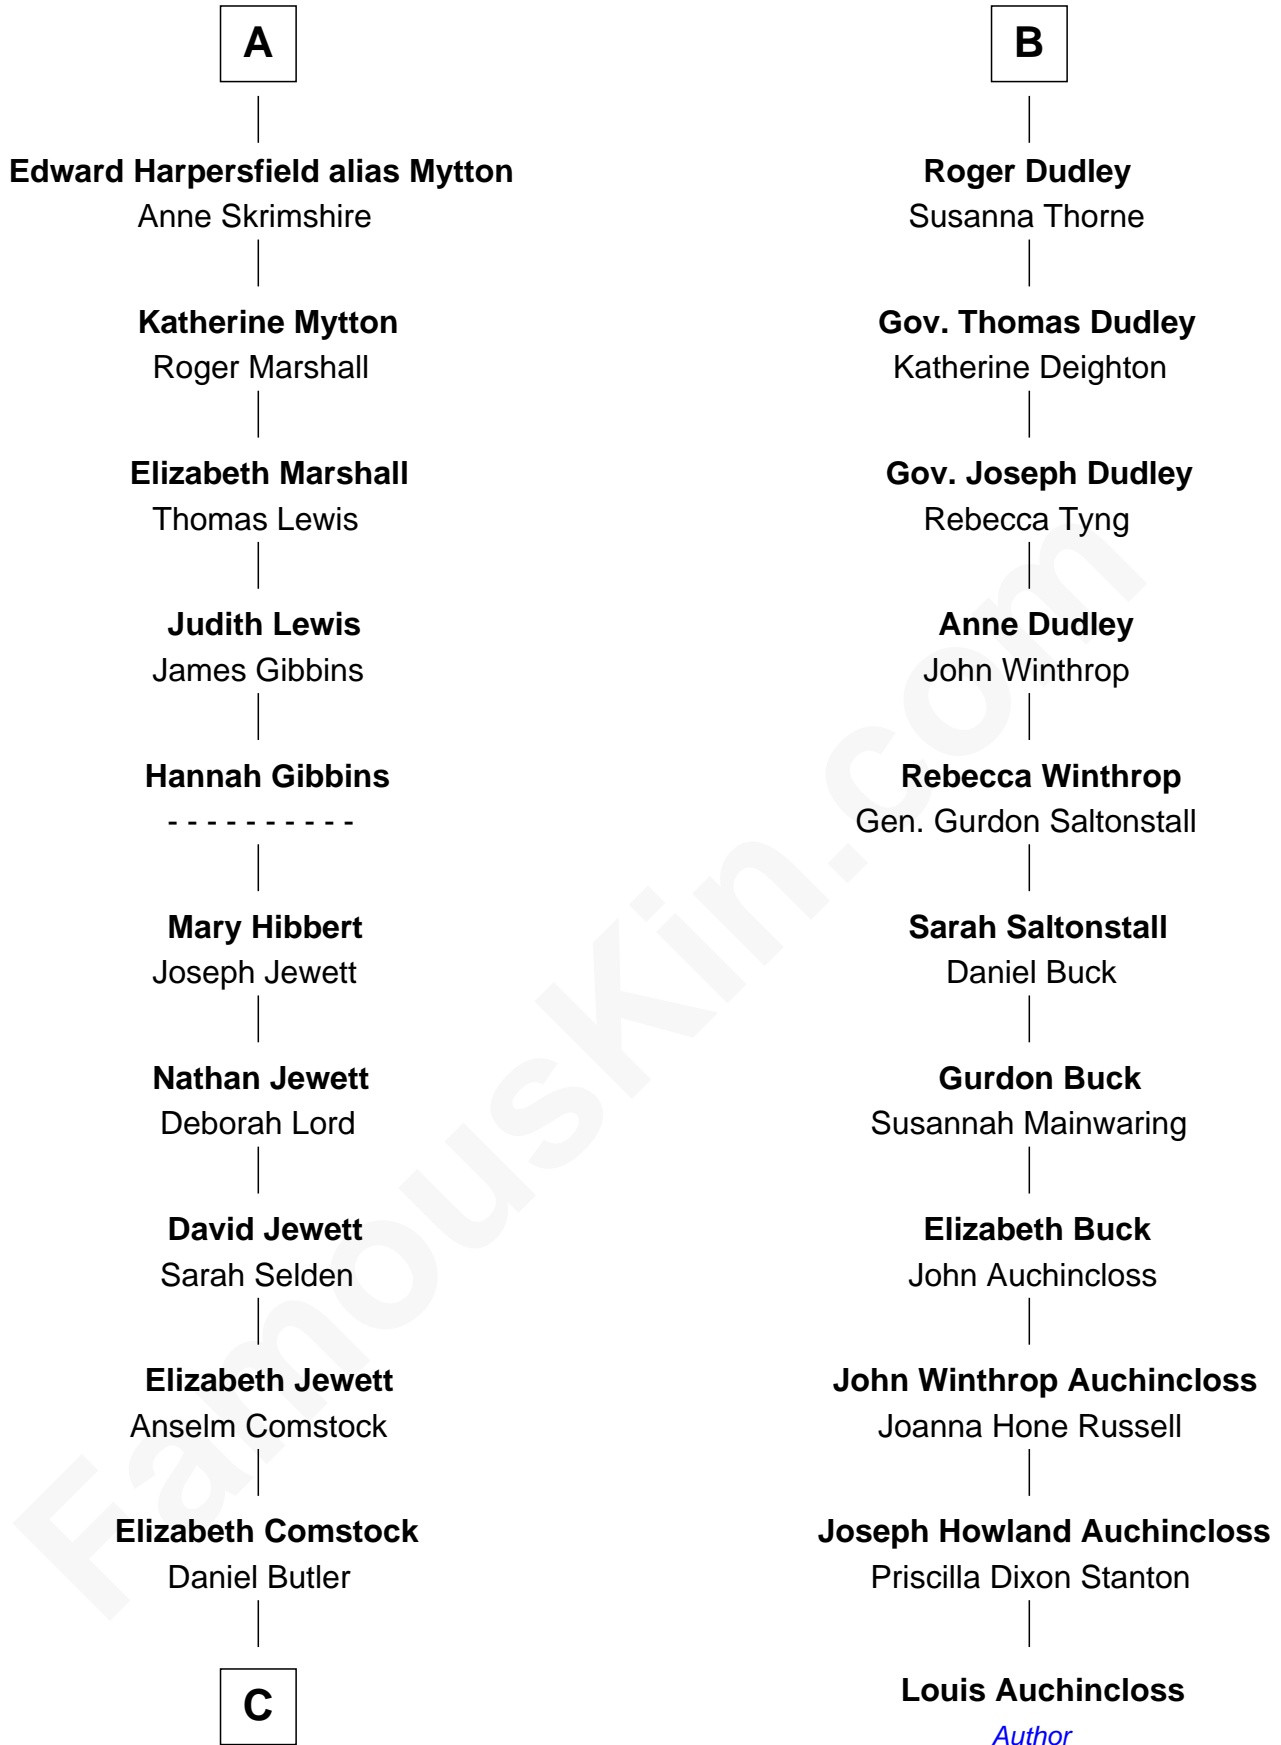 A
Edward Harpersfield alias Mytton
Anne Skrimshire
Katherine Mytton
Roger Marshall
Elizabeth Marshall
Thomas Lewis
Judith Lewis
James Gibbins
Hannah Gibbins
- - - - - - - - - -
Mary Hibbert
Joseph Jewett
Nathan Jewett
Deborah Lord
David Jewett
Sarah Selden
Elizabeth Jewett
Anselm Comstock
Elizabeth Comstock
Daniel Butler
C
B
Roger Dudley
Susanna Thorne
Gov. Thomas Dudley
Katherine Deighton
Gov. Joseph Dudley
Rebecca Tyng
Anne Dudley
John Winthrop
Rebecca Winthrop
Gen. Gurdon Saltonstall
Sarah Saltonstall
Daniel Buck
Gurdon Buck
Susannah Mainwaring
Elizabeth Buck
John Auchincloss
John Winthrop Auchincloss
Joanna Hone Russell
Joseph Howland Auchincloss
Priscilla Dixon Stanton
Louis Auchincloss
Author
FamousKin.com